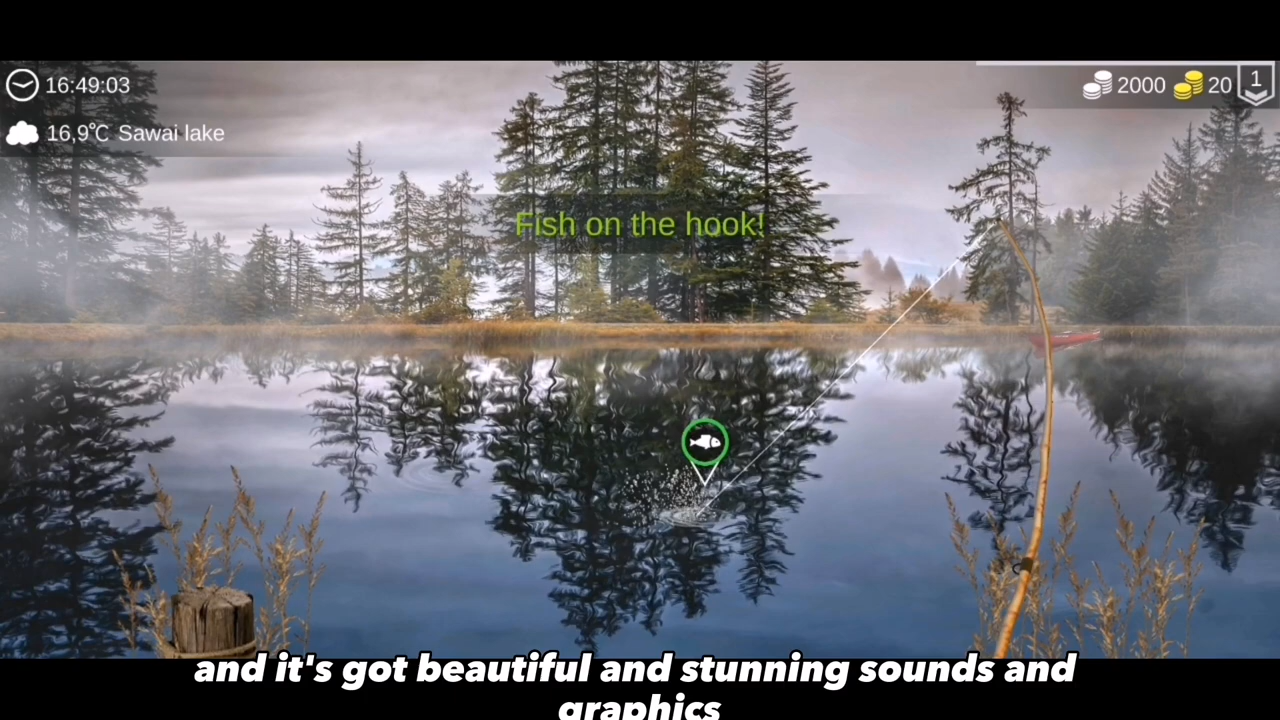 16:49:03
2000 20 1
16,9°C Sawai lake
Fish on the hook!
and it's got beautiful and stunning sounds and
graphics